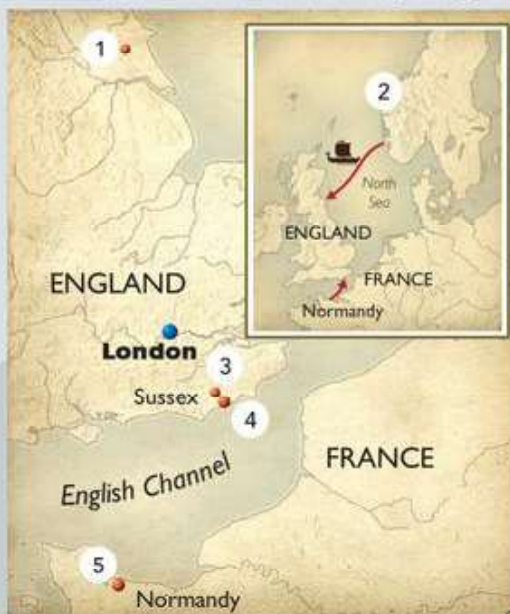 1
2
North
Sea
ENGLAND
FRANCE
Normandy
ENGLAND
London
3
Sussex
4
English Channel
FRANCE
5
Normandy